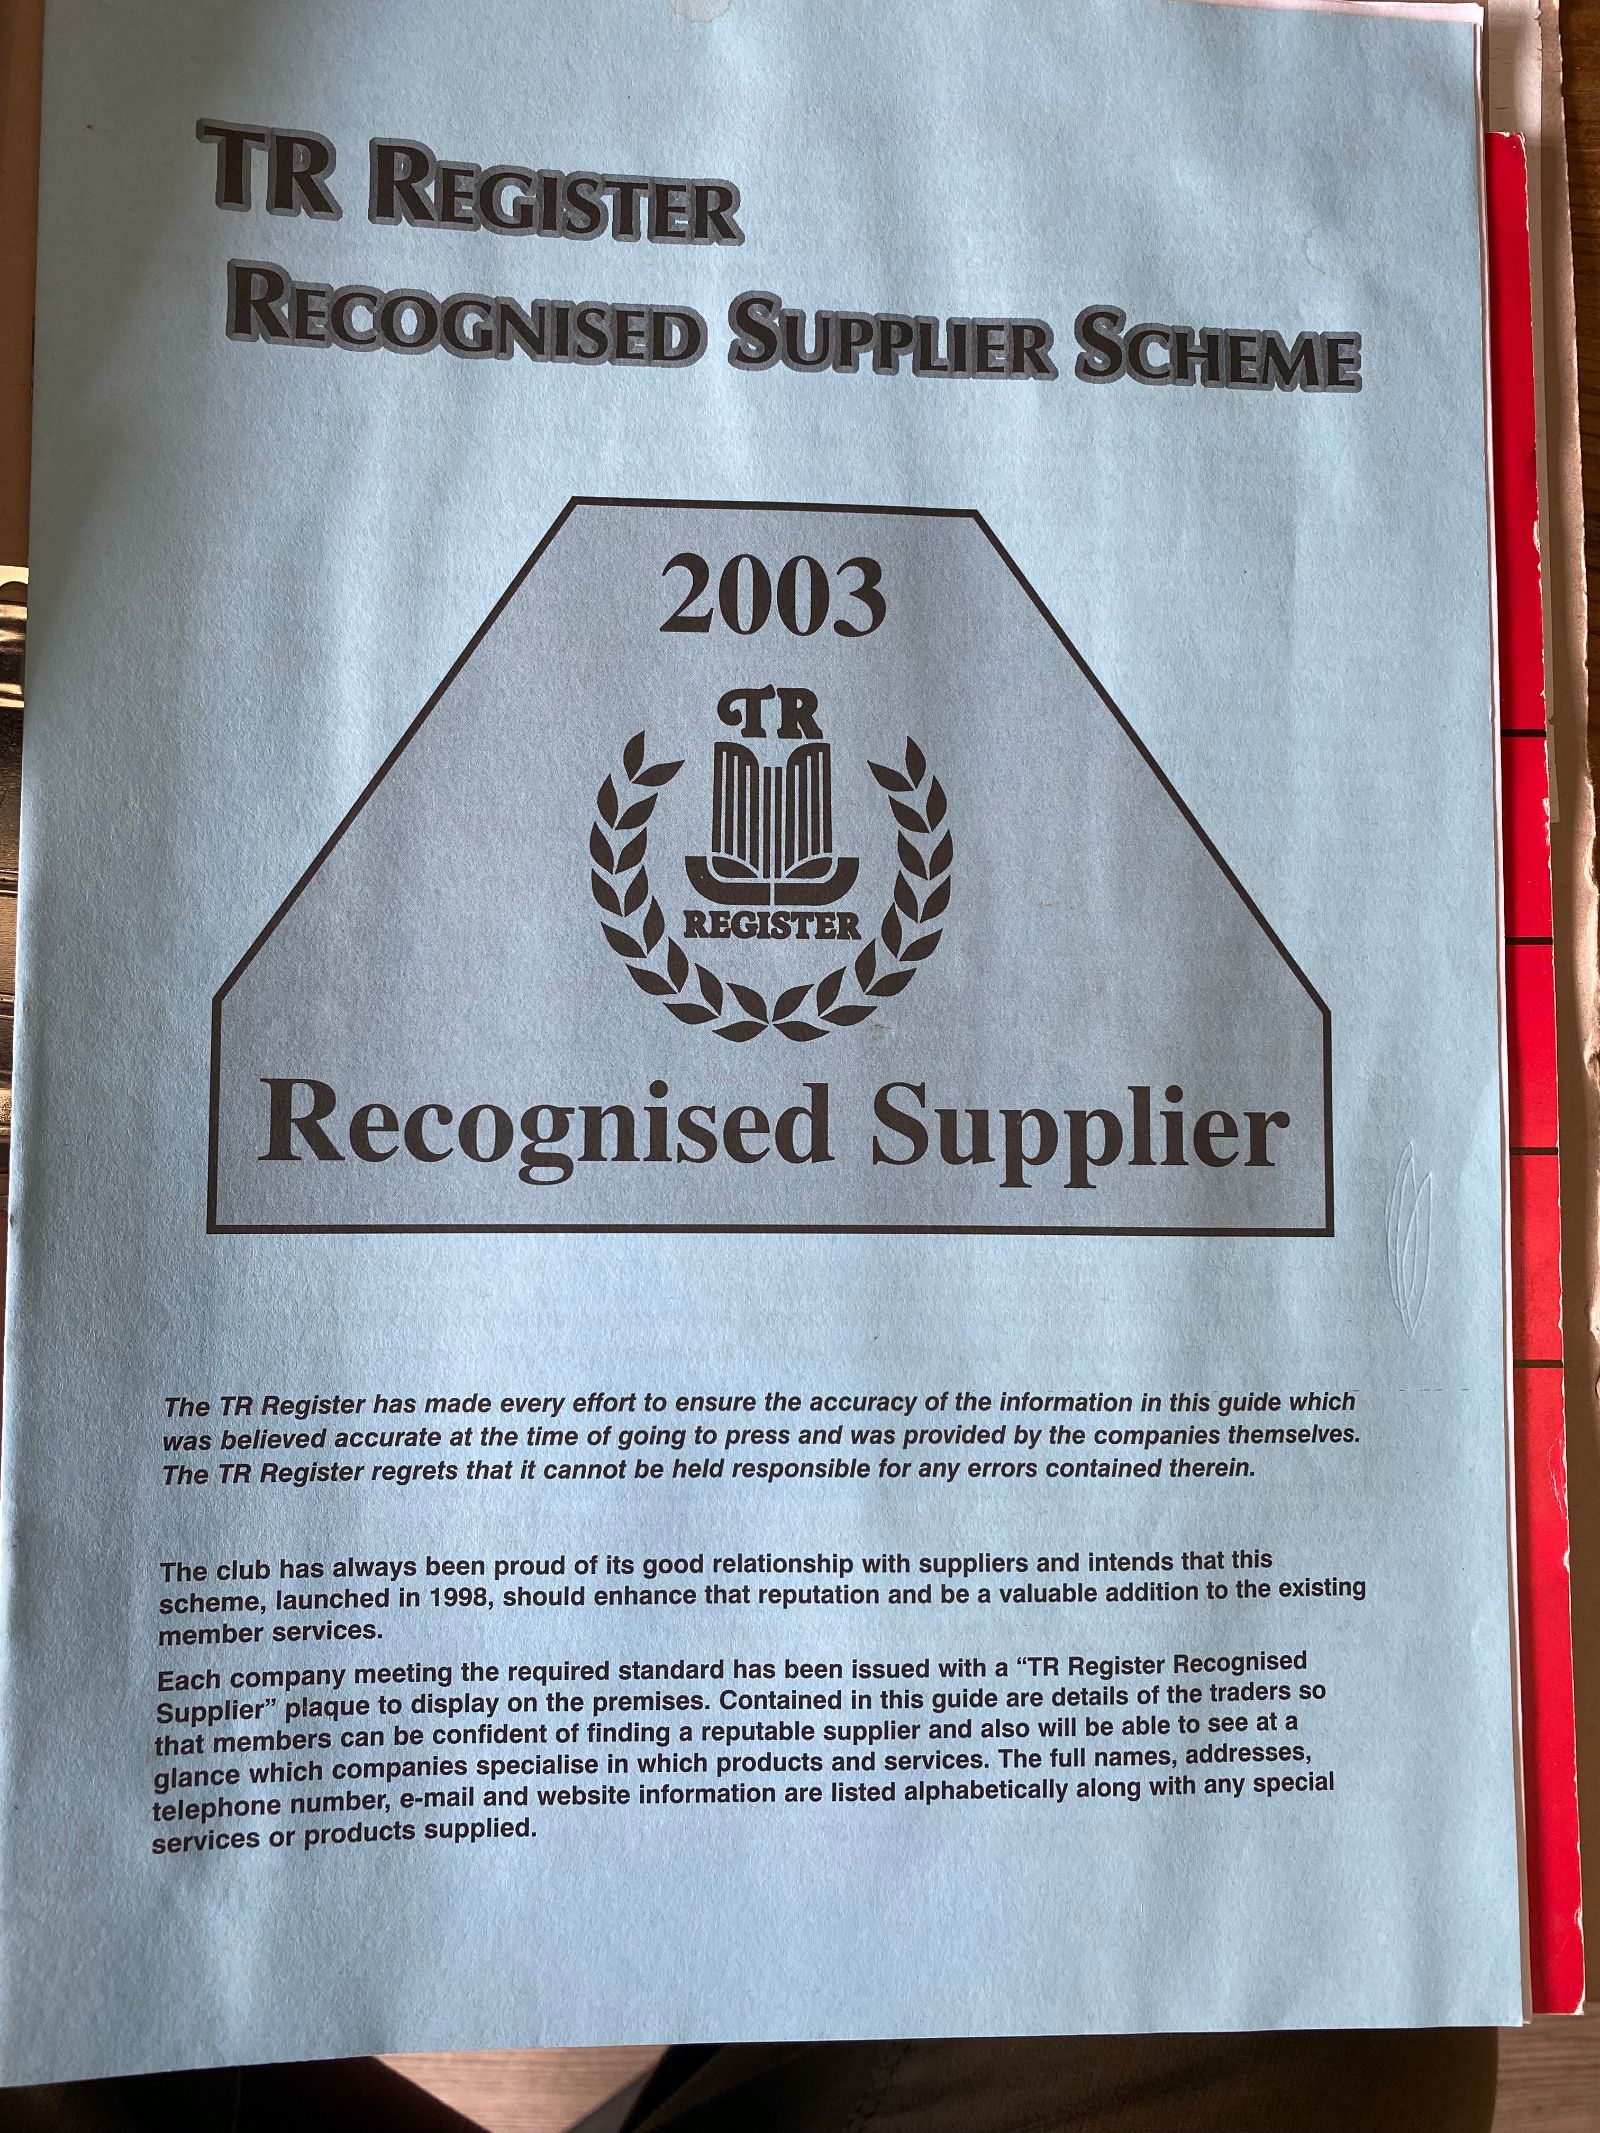 TR REGISTER
RECOGNISED SUPPLIER SCHEME
2003
TR
REGISTER
Recognised Supplier
The TR Register has made every effort to ensure the accuracy of the information in this guide which
was believed accurate at the time of going to press and was provided by the companies themselves.
The TR Register regrets that it cannot be held responsible for any errors contained therein.
The club has always been proud of its good relationship with suppliers and intends that this
scheme, launched in 1998, should enhance that reputation and be a valuable addition to the existing
member services.
Each company meeting the required standard has been issued with a “TR Register Recognised
Supplier” plaque to display on the premises. Contained in this guide are details of the traders so
that members can be confident of finding a reputable supplier and also will be able to see at a
glance which companies specialise in which products and services. The full names, addresses,
telephone number, e-mail and website information are listed alphabetically along with any special
services or products supplied.